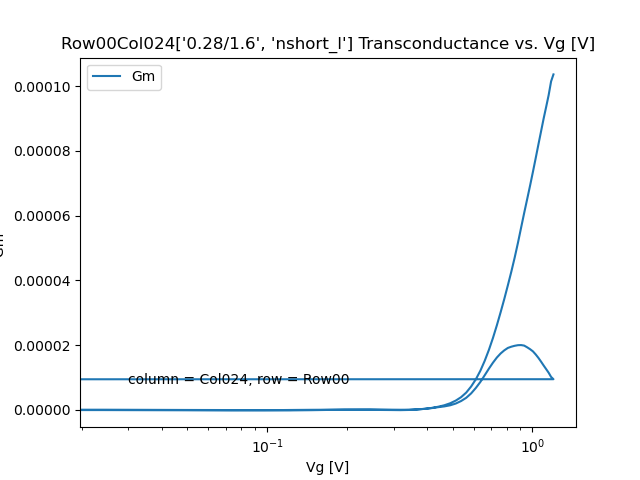 Row00Col024['0.28/1.6', 'nshort_l'] Transconductance vs. Vg [V]
Gm
0.00010
0.00008
0.00006
0.00004
0.00002
0.00000
column = Col024, row = Row00
10⁻¹
10⁰
Vg [V]